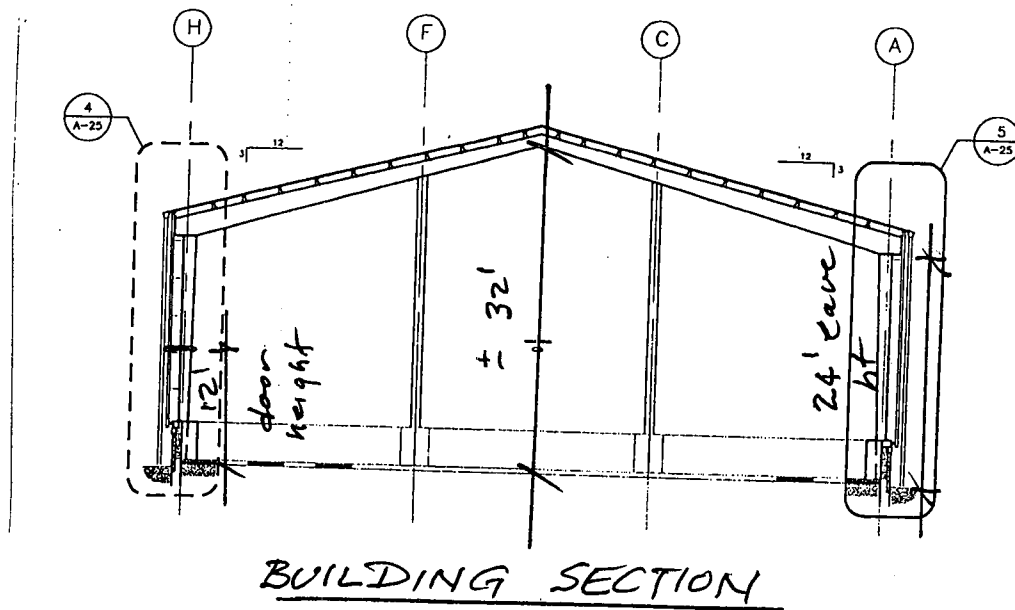 H
F
C
A
4
A-25
5
A-25
12
3
12
3
± 32'
24' eave
ht
12'
door
height
BUILDING SECTION